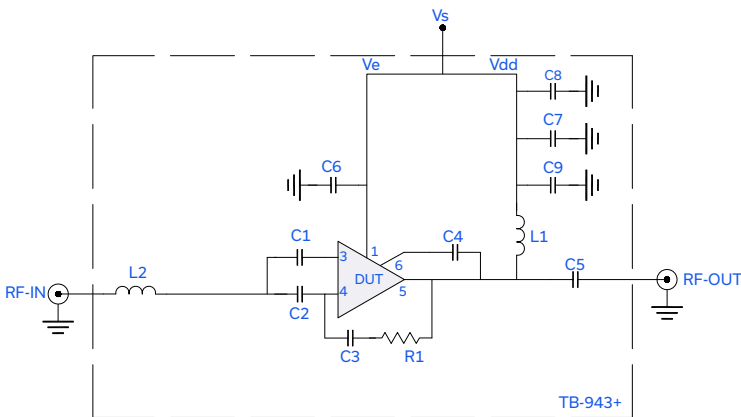 Vs
Ve
Vdd
C8
C7
C6
C9
L1
C1
C4
3
1
6
L2
DUT
C5
RF-IN
4
5
RF-OUT
C2
C3
R1
TB-943+